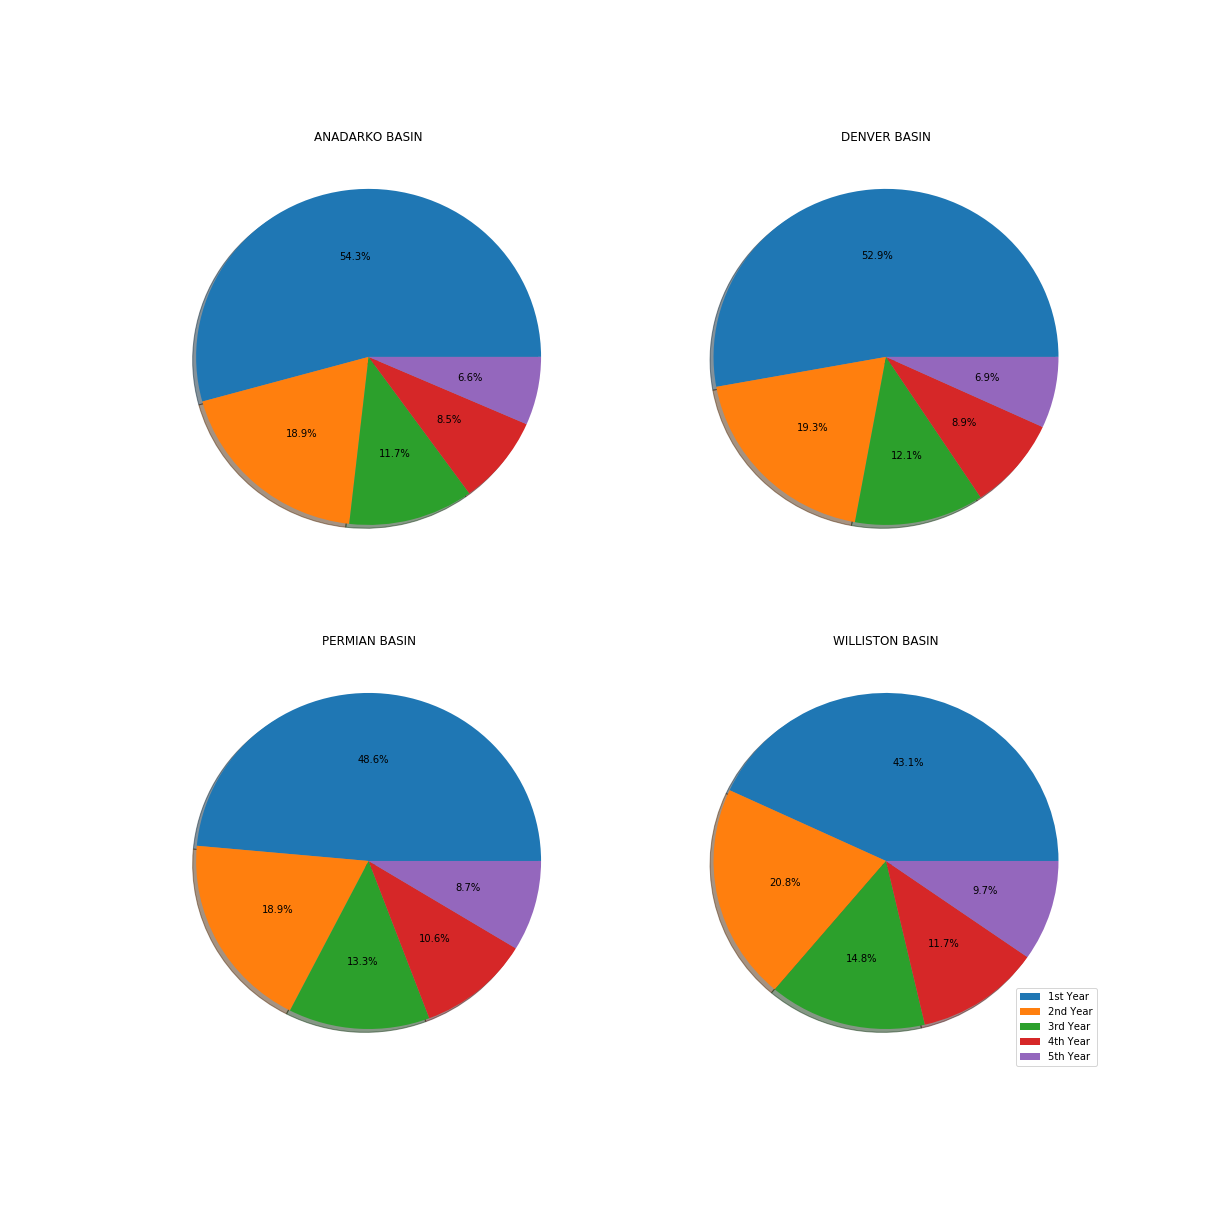 ANADARKO BASIN
54.3%
18.9%
11.7%
8.5%
6.6%
DENVER BASIN
52.9%
19.3%
12.1%
8.9%
6.9%
PERMIAN BASIN
48.6%
18.9%
13.3%
10.6%
8.7%
WILLISTON BASIN
43.1%
20.8%
14.8%
11.7%
9.7%
1st Year
2nd Year
3rd Year
4th Year
5th Year